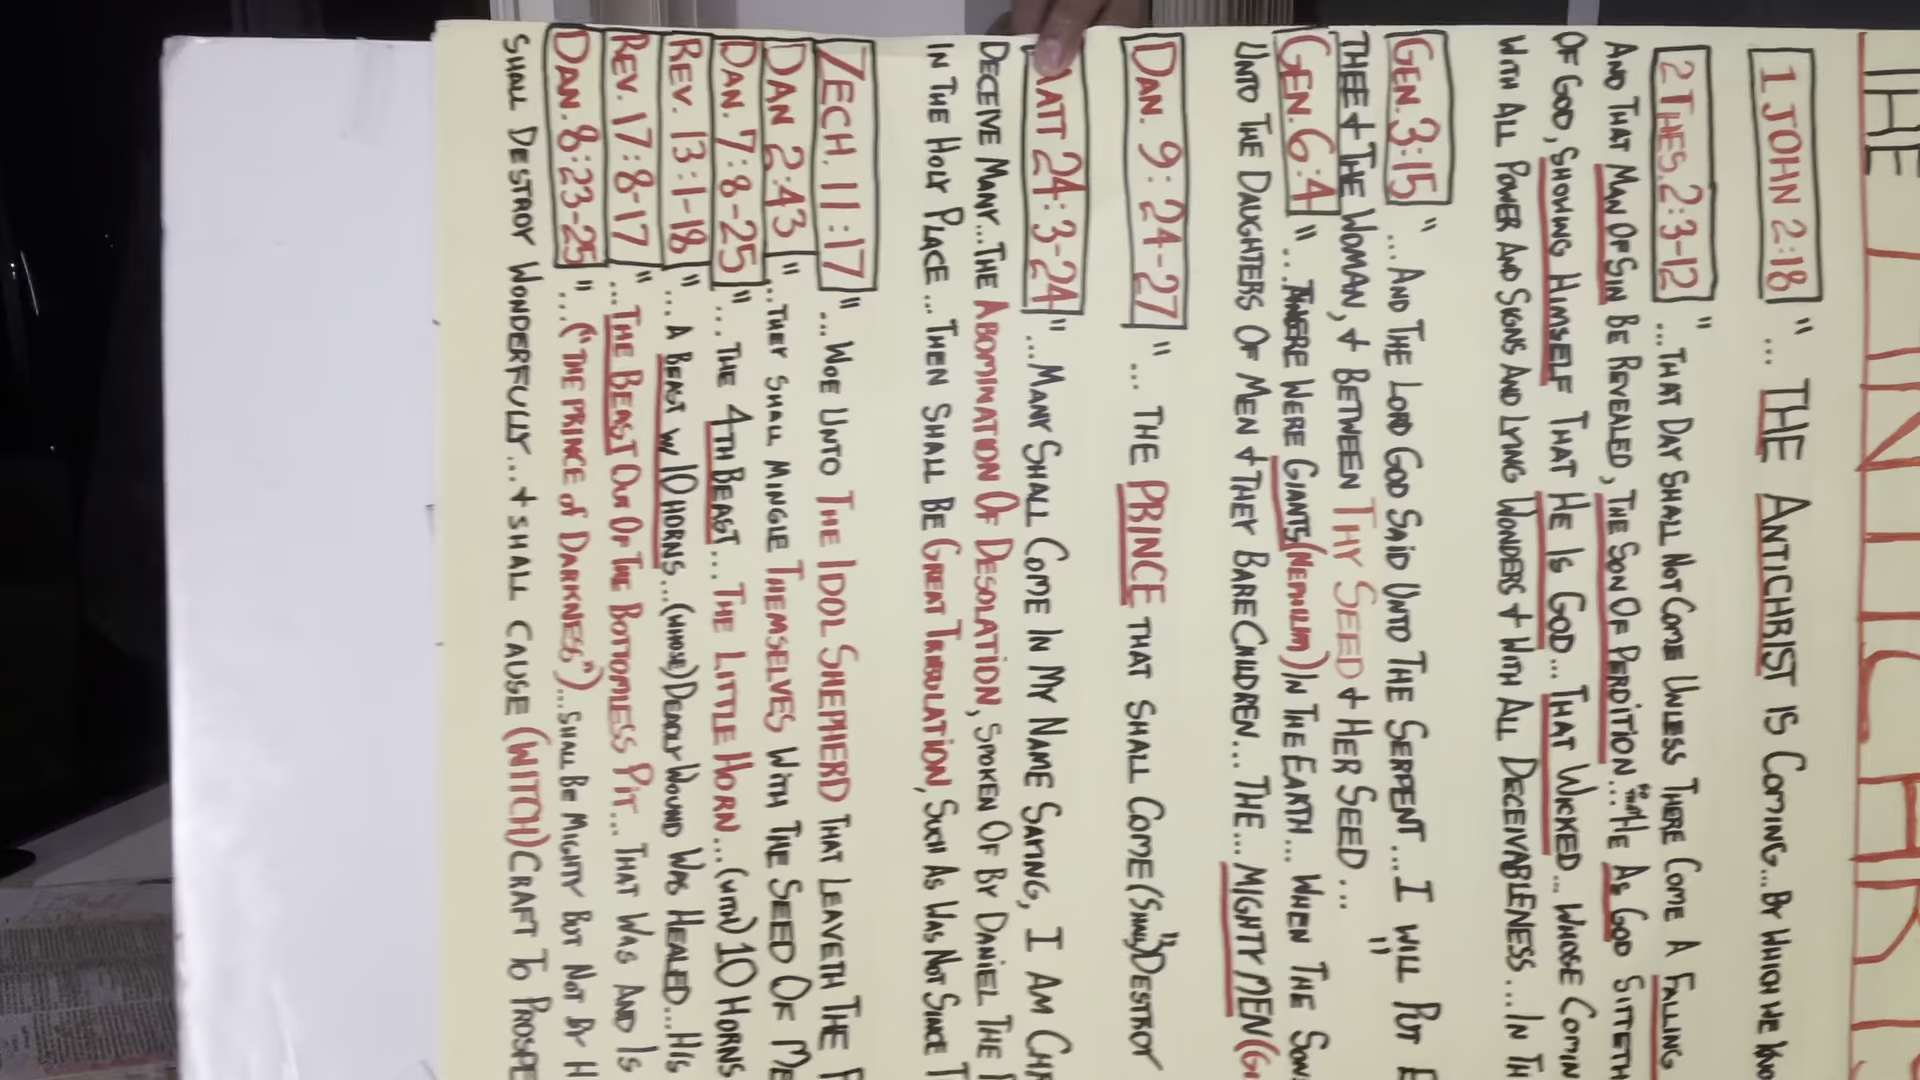 THE ANTICHRIS
1 JOHN 2:18 "... THE ANTICHRIST IS COMING... BY WHICH WE KNO
2 THES. 2:3-12 "...THAT DAY SHALL NOT COME UNLESS THERE COME A FALLING
AND THAT MAN OF SIN BE REVEALED, THE SON OF PERDITION... "THAT" HE AS GOD SITTETH
OF GOD, SHOWING HIMSELF THAT HE IS GOD... THAT WICKED... WHOSE COMIN
WITH ALL POWER AND SIGNS AND LYING WONDERS + WITH ALL DECEIVABLENESS... IN TH
GEN. 3:15 "...AND THE LORD GOD SAID UNTO THE SERPENT... I WILL PUT E
THEE + THE WOMAN, + BETWEEN THY SEED + HER SEED... "
GEN. 6:4 "...THERE WERE GIANTS (NEPHILIM) IN THE EARTH... WHEN THE SONS
UNTO THE DAUGHTERS OF MEN + THEY BARE CHILDREN... THE... MIGHTY MEN (G
DAN. 9:24-27 "... THE PRINCE THAT SHALL COME (SHALL)" DESTROY
MATT 24:3-24 "...MANY SHALL COME IN MY NAME SAYING, I AM CHR
DECEIVE MANY... THE ABOMINATION OF DESOLATION, SPOKEN OF BY DANIEL THE
IN THE HOLY PLACE... THEN SHALL BE GREAT TRIBULATION, SUCH AS WAS NOT SINCE T
ZECH. 11:17 "...WOE UNTO THE IDOL SHEPHERD THAT LEAVETH THE F
DAN 2:43 "...THEY SHALL MINGLE THEMSELVES WITH THE SEED OF ME
DAN. 7:8-25 "... THE 4TH BEAST... THE LITTLE HORN... (WITH) 10 HORNS
REV. 13:1-18 "... A BEAST W/ 10 HORNS... (WHOSE) DEADLY WOUND WAS HEALED... HIS
REV. 17:8-17 "...THE BEAST OUT OF THE BOTTOMLESS PIT... THAT WAS AND IS
DAN. 8:23-25 "...("THE PRINCE of DARKNESS")...SHALL BE MIGHTY BUT NOT BY H
SHALL DESTROY WONDERFULLY... + SHALL CAUSE (WITCH)CRAFT TO PROSPE